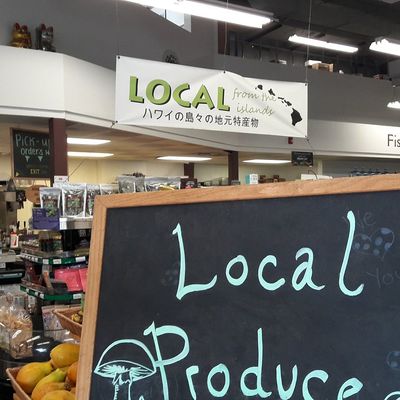 LOCAL from the
islands
ハワイの島々の地元特産物
PICK-UP
orders
EXIT
Fis
Local
Produce